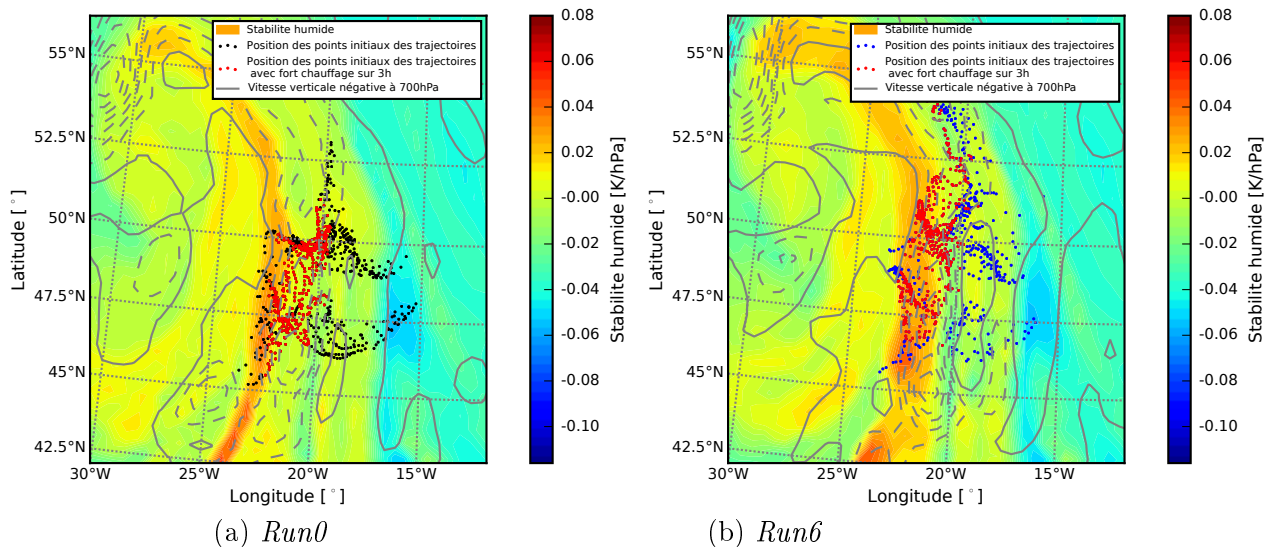 Stabilite humide
Position des points initiaux des trajectoires
Position des points initiaux des trajectoires
avec fort chauffage sur 3h
Vitesse verticale négative à 700hPa
55°N
52.5°N
50°N
47.5°N
45°N
42.5°N
30°W
25°W
20°W
15°W
Latitude [°]
Longitude [°]
0.08
0.06
0.04
0.02
-0.00
-0.02
-0.04
-0.06
-0.08
-0.10
Stabilite humide [K/hPa]
(a) Run0
Stabilite humide
Position des points initiaux des trajectoires
Position des points initiaux des trajectoires
avec fort chauffage sur 3h
Vitesse verticale négative à 700hPa
55°N
52.5°N
50°N
47.5°N
45°N
42.5°N
30°W
25°W
20°W
15°W
Latitude [°]
Longitude [°]
0.08
0.06
0.04
0.02
-0.00
-0.02
-0.04
-0.06
-0.08
-0.10
Stabilite humide [K/hPa]
(b) Run6